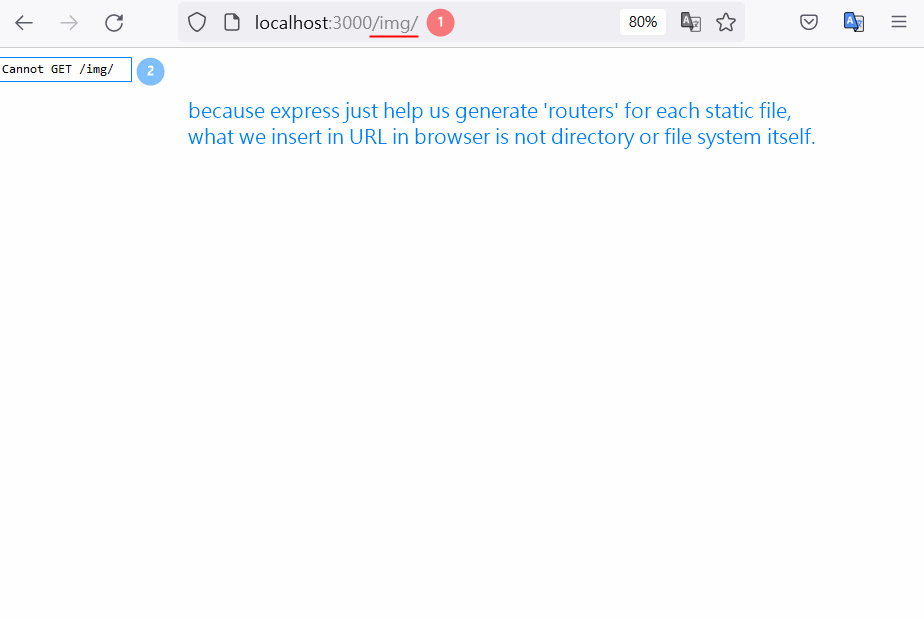 localhost:3000/img/
1
80%
Cannot GET /img/
2
because express just help us generate 'routers' for each static file,
what we insert in URL in browser is not directory or file system itself.